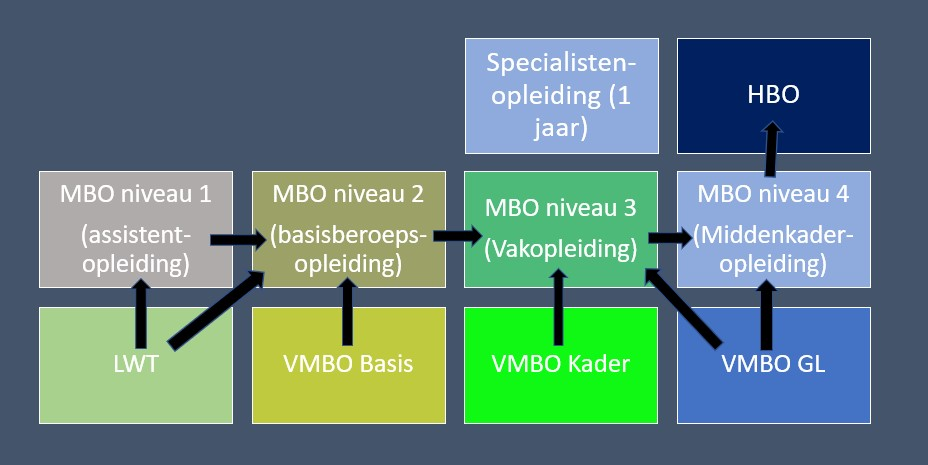 Specialisten-
opleiding (1
jaar)
HBO
MBO niveau 1
(assistent-
opleiding)
MBO niveau 2
(basisberoeps-
opleiding)
MBO niveau 3
(Vakopleiding)
MBO niveau 4
(Middenkader-
opleiding)
LWT
VMBO Basis
VMBO Kader
VMBO GL